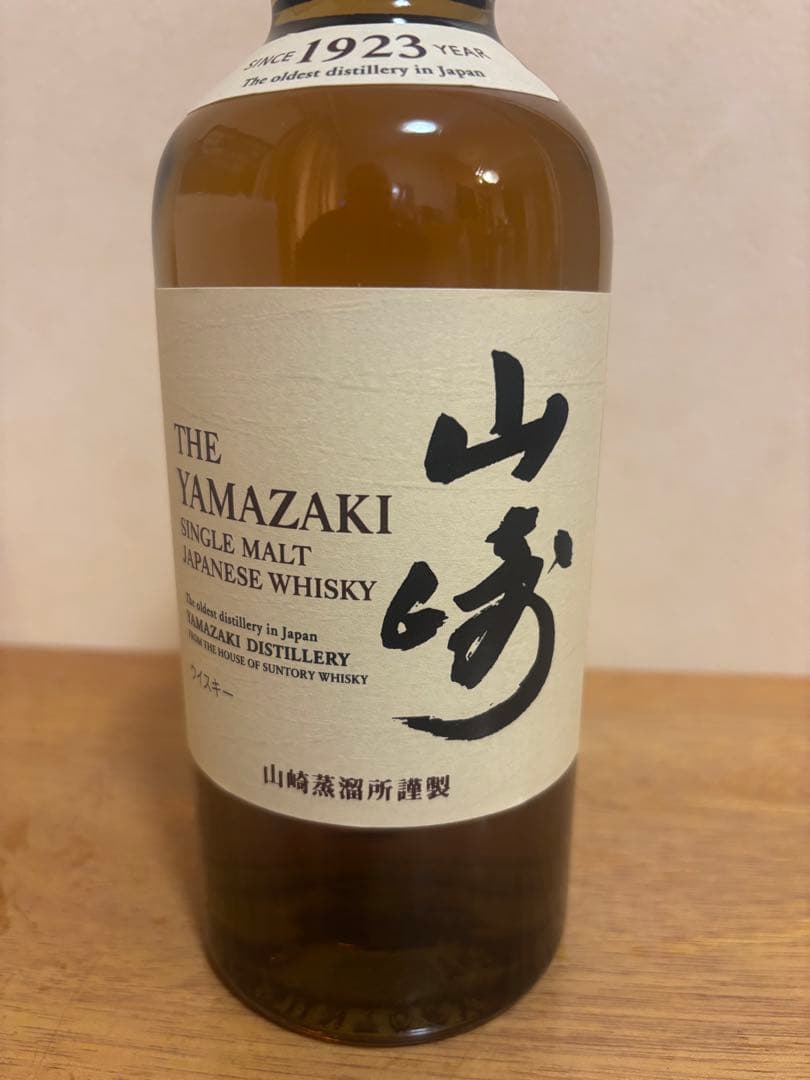 SINCE 1923 YEAR
The oldest distillery in Japan
THE
YAMAZAKI
SINGLE MALT
JAPANESE WHISKY
山崎
The oldest distillery in Japan
YAMAZAKI DISTILLERY
FROM THE HOUSE OF SUNTORY WHISKY
ウイスキー
山崎蒸溜所謹製